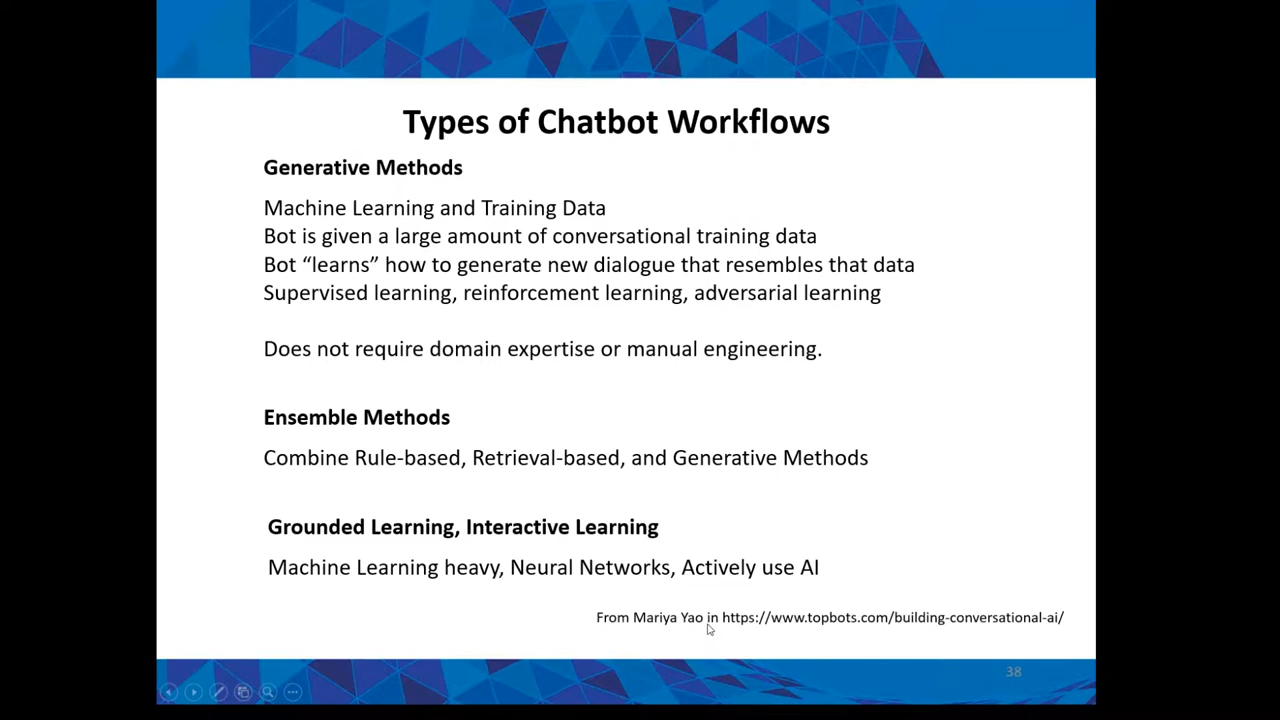 Types of Chatbot Workflows
Generative Methods
Machine Learning and Training Data
Bot is given a large amount of conversational training data
Bot “learns” how to generate new dialogue that resembles that data
Supervised learning, reinforcement learning, adversarial learning
Does not require domain expertise or manual engineering.
Ensemble Methods
Combine Rule-based, Retrieval-based, and Generative Methods
Grounded Learning, Interactive Learning
Machine Learning heavy, Neural Networks, Actively use AI
From Mariya Yao in https://www.topbots.com/building-conversational-ai/
38